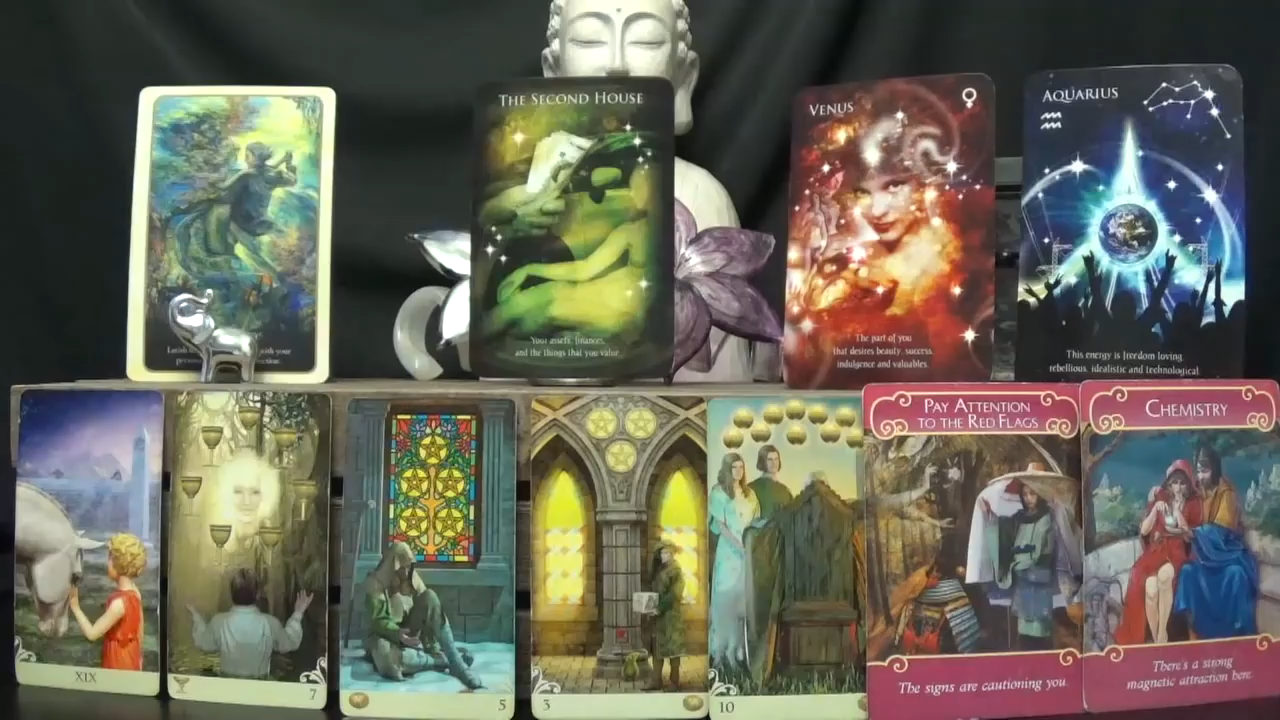 THE SECOND HOUSE
Your assets, finances,
and the things that you value
VENUS
The part of you
that desires beauty, success,
indulgence and valuables.
AQUARIUS
This energy is freedom loving,
rebellious, idealistic and technological
with your
XIX
7
5
3
10
PAY ATTENTION
TO THE RED FLAGS
The signs are cautioning you.
CHEMISTRY
There's a strong
magnetic attraction here.